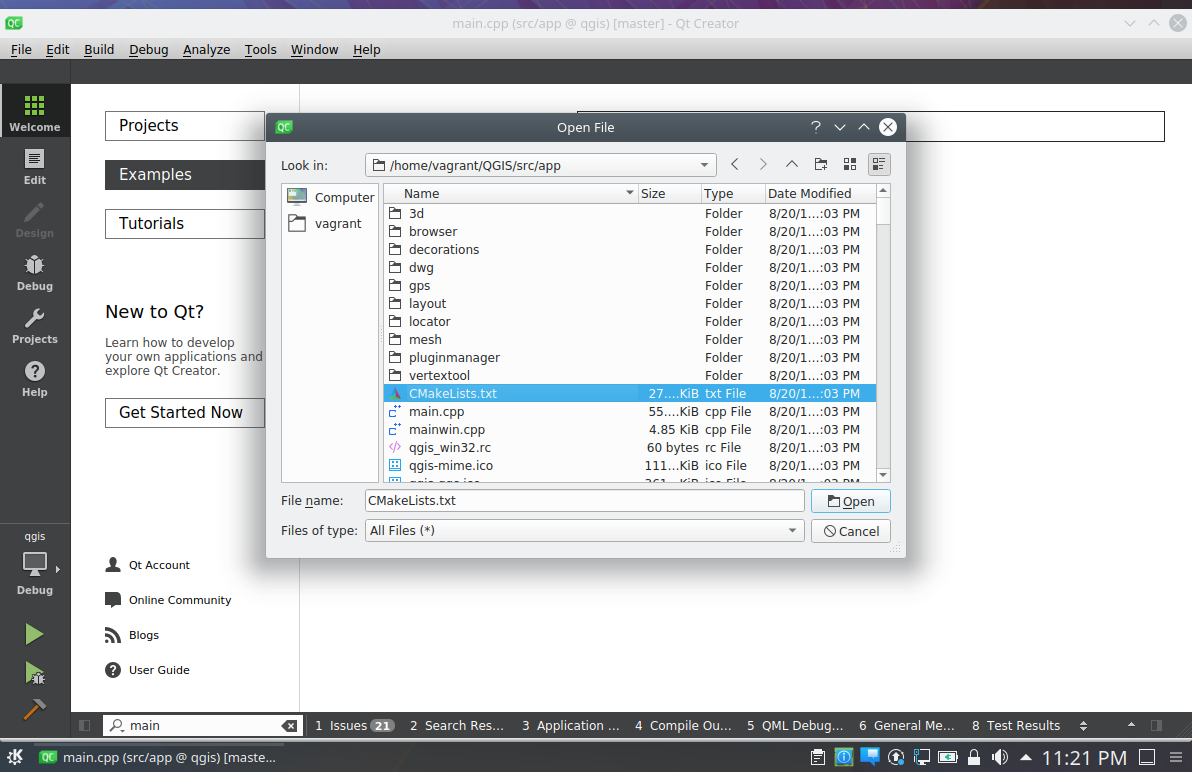 QC main.cpp (src/app @ qgis) [master] - Qt Creator
File Edit Build Debug Analyze Tools Window Help
Welcome
Edit
Design
Debug
Projects
Help
qgis
Debug
Projects
Examples
Tutorials
New to Qt?
Learn how to develop
your own applications and
explore Qt Creator.
Get Started Now
Qt Account
Online Community
Blogs
User Guide
QC Open File
Look in: /home/vagrant/QGIS/src/app
Computer
vagrant
Name Size Type Date Modified
3d Folder 8/20/1...:03 PM
browser Folder 8/20/1...:03 PM
decorations Folder 8/20/1...:03 PM
dwg Folder 8/20/1...:03 PM
gps Folder 8/20/1...:03 PM
layout Folder 8/20/1...:03 PM
locator Folder 8/20/1...:03 PM
mesh Folder 8/20/1...:03 PM
pluginmanager Folder 8/20/1...:03 PM
vertextool Folder 8/20/1...:03 PM
CMakeLists.txt 27....KiB txt File 8/20/1...:03 PM
main.cpp 55....KiB cpp File 8/20/1...:03 PM
mainwin.cpp 4.85 KiB cpp File 8/20/1...:03 PM
qgis_win32.rc 60 bytes rc File 8/20/1...:03 PM
qgis-mime.ico 111...KiB ico File 8/20/1...:03 PM
File name: CMakeLists.txt Open
Files of type: All Files (*) Cancel
main 1 Issues 21 2 Search Res... 3 Application ... 4 Compile Ou... 5 QML Debug... 6 General Me... 8 Test Results
QC main.cpp (src/app @ qgis) [maste... 11:21 PM